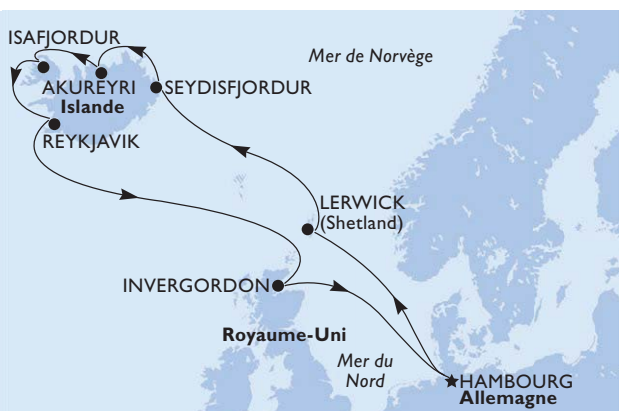 ISAFJORDUR
Mer de Norvège
AKUREYRI
SEYDISFJORDUR
Islande
REYKJAVIK
LERWICK
(Shetland)
INVERGORDON
Royaume-Uni
Mer du
Nord
HAMBOURG
Allemagne